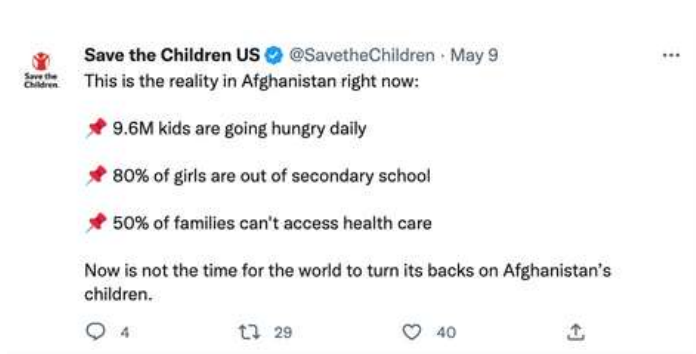 Save the Children US @SavetheChildren · May 9
Save the
Children.
This is the reality in Afghanistan right now:
9.6M kids are going hungry daily
80% of girls are out of secondary school
50% of families can't access health care
Now is not the time for the world to turn its backs on Afghanistan's
children.
4 29 40